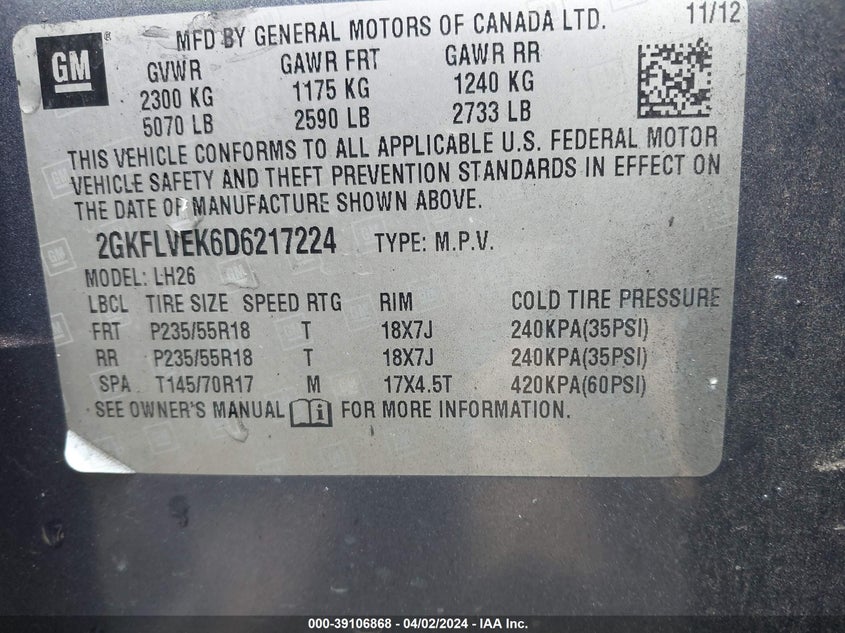 11/12
GM ® MFD BY GENERAL MOTORS OF CANADA LTD.
GVWR GAWR FRT GAWR RR
2300 KG 1175 KG 1240 KG
5070 LB 2590 LB 2733 LB
THIS VEHICLE CONFORMS TO ALL APPLICABLE U.S. FEDERAL MOTOR
VEHICLE SAFETY AND THEFT PREVENTION STANDARDS IN EFFECT ON
THE DATE OF MANUFACTURE SHOWN ABOVE.
2GKFLVEK6D6217224 TYPE: M.P.V.
MODEL: LH26
LBCL TIRE SIZE SPEED RTG RIM COLD TIRE PRESSURE
FRT P235/55R18 T 18X7J 240KPA(35PSI)
RR P235/55R18 T 18X7J 240KPA(35PSI)
SPA T145/70R17 M 17X4.5T 420KPA(60PSI)
SEE OWNER'S MANUAL i FOR MORE INFORMATION.
000-39106868 - 04/02/2024 - IAA Inc.